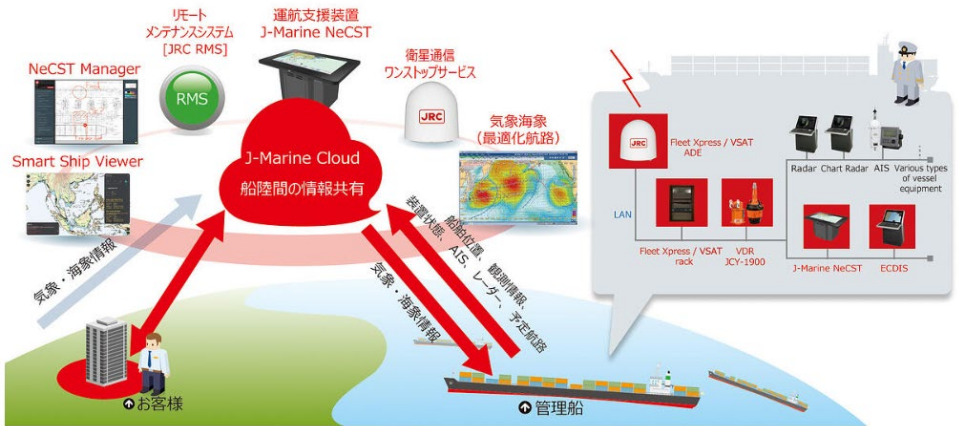 リモート
メンテナンスシステム
[JRC RMS]
運航支援装置
J-Marine NeCST
衛星通信
ワンストップサービス
NeCST Manager
RMS
JRC
気象海象
(最適化航路)
Smart Ship Viewer
J-Marine Cloud
船陸間の情報共有
気象・海象情報
気象・海象情報
船舶位置、観測情報、
装置状態、AIS、レーダー、予定航路
お客様
管理船
JRC
Fleet Xpress / VSAT
ADE
Radar
Chart Radar
AIS
Various types
of vessel
equipment
LAN
Fleet Xpress / VSAT
rack
VDR
JCY-1900
J-Marine NeCST
ECDIS